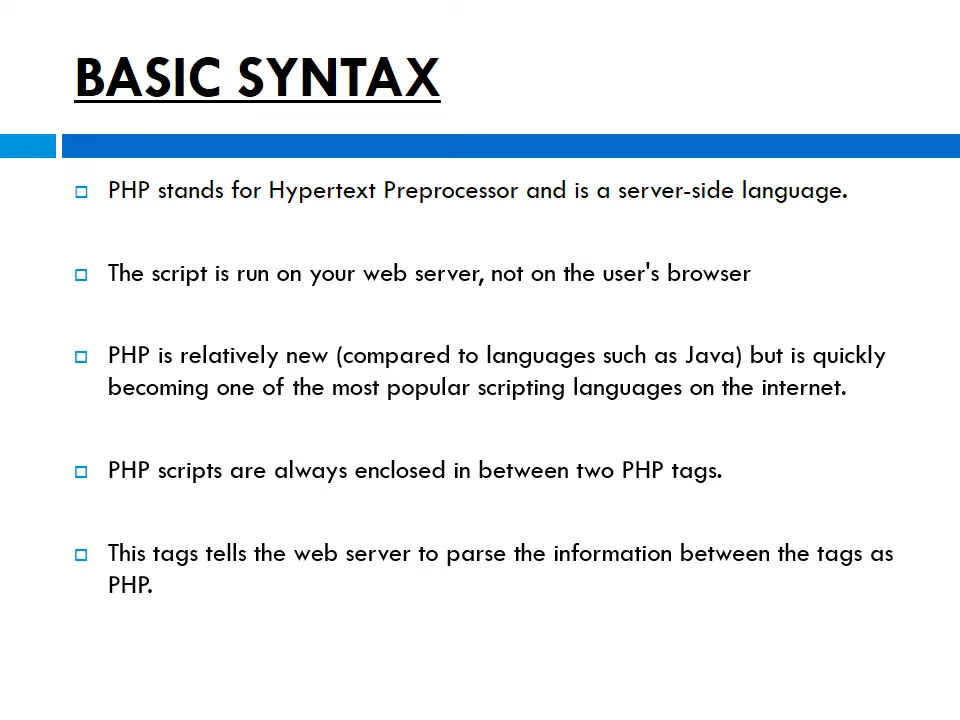 BASIC SYNTAX
PHP stands for Hypertext Preprocessor and is a server-side language.
The script is run on your web server, not on the user's browser
PHP is relatively new (compared to languages such as Java) but is quickly
becoming one of the most popular scripting languages on the internet.
PHP scripts are always enclosed in between two PHP tags.
This tags tells the web server to parse the information between the tags as
PHP.